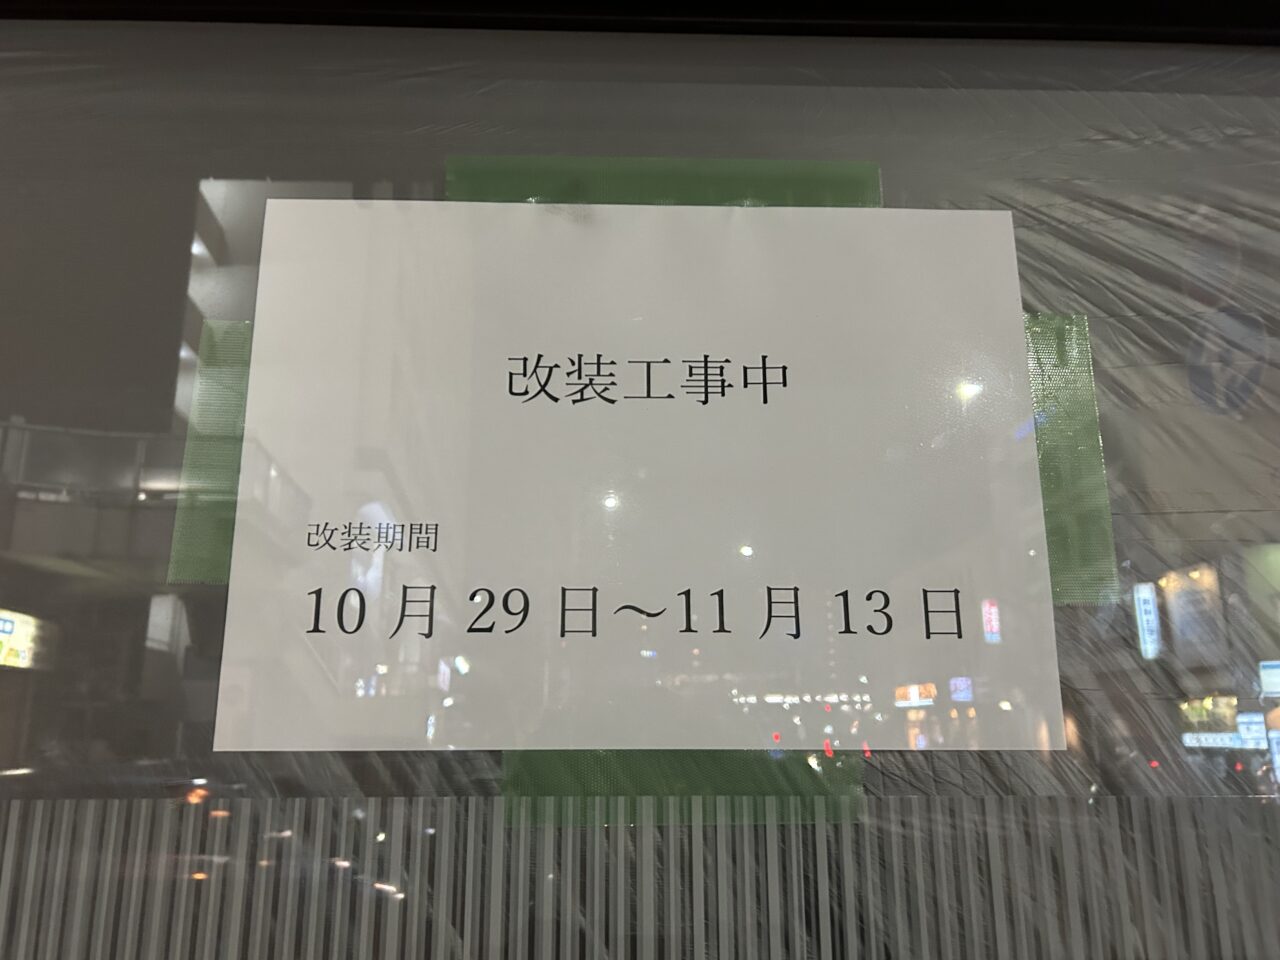 改装工事中
改装期間
10 月 29 日〜11 月 13 日